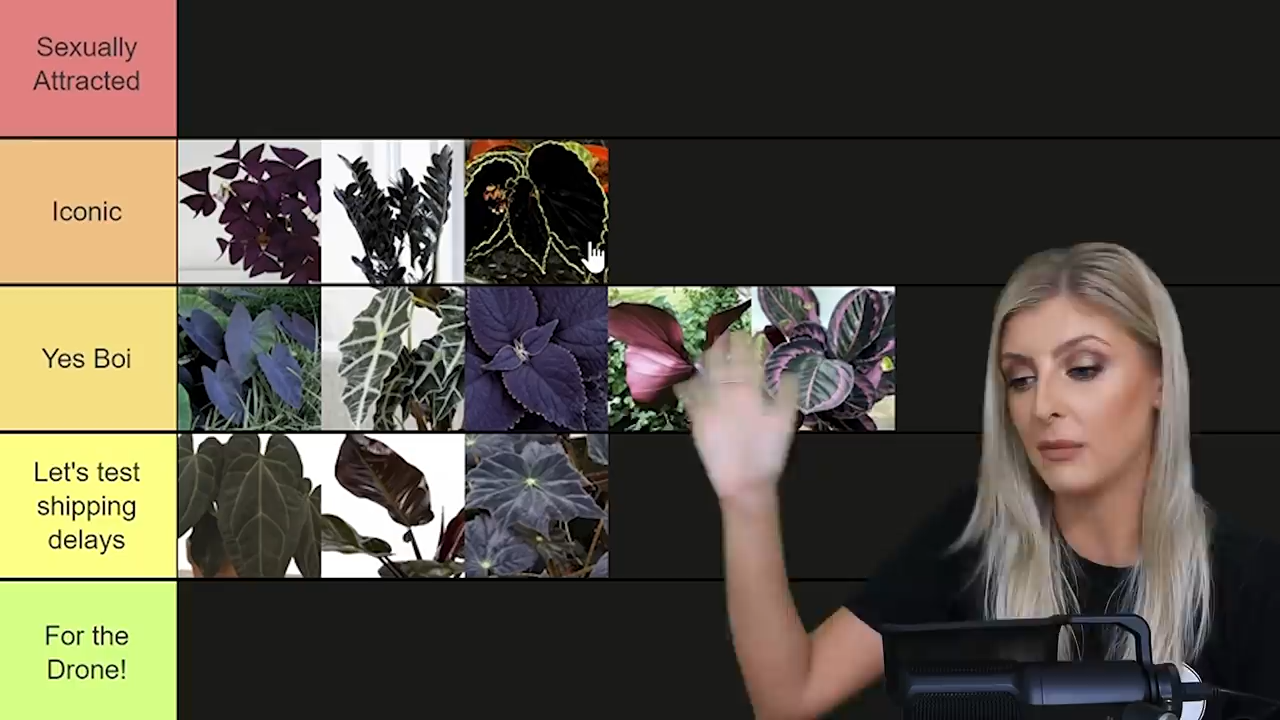 Sexually
Attracted
Iconic
Yes Boi
Let's test
shipping
delays
For the
Drone!